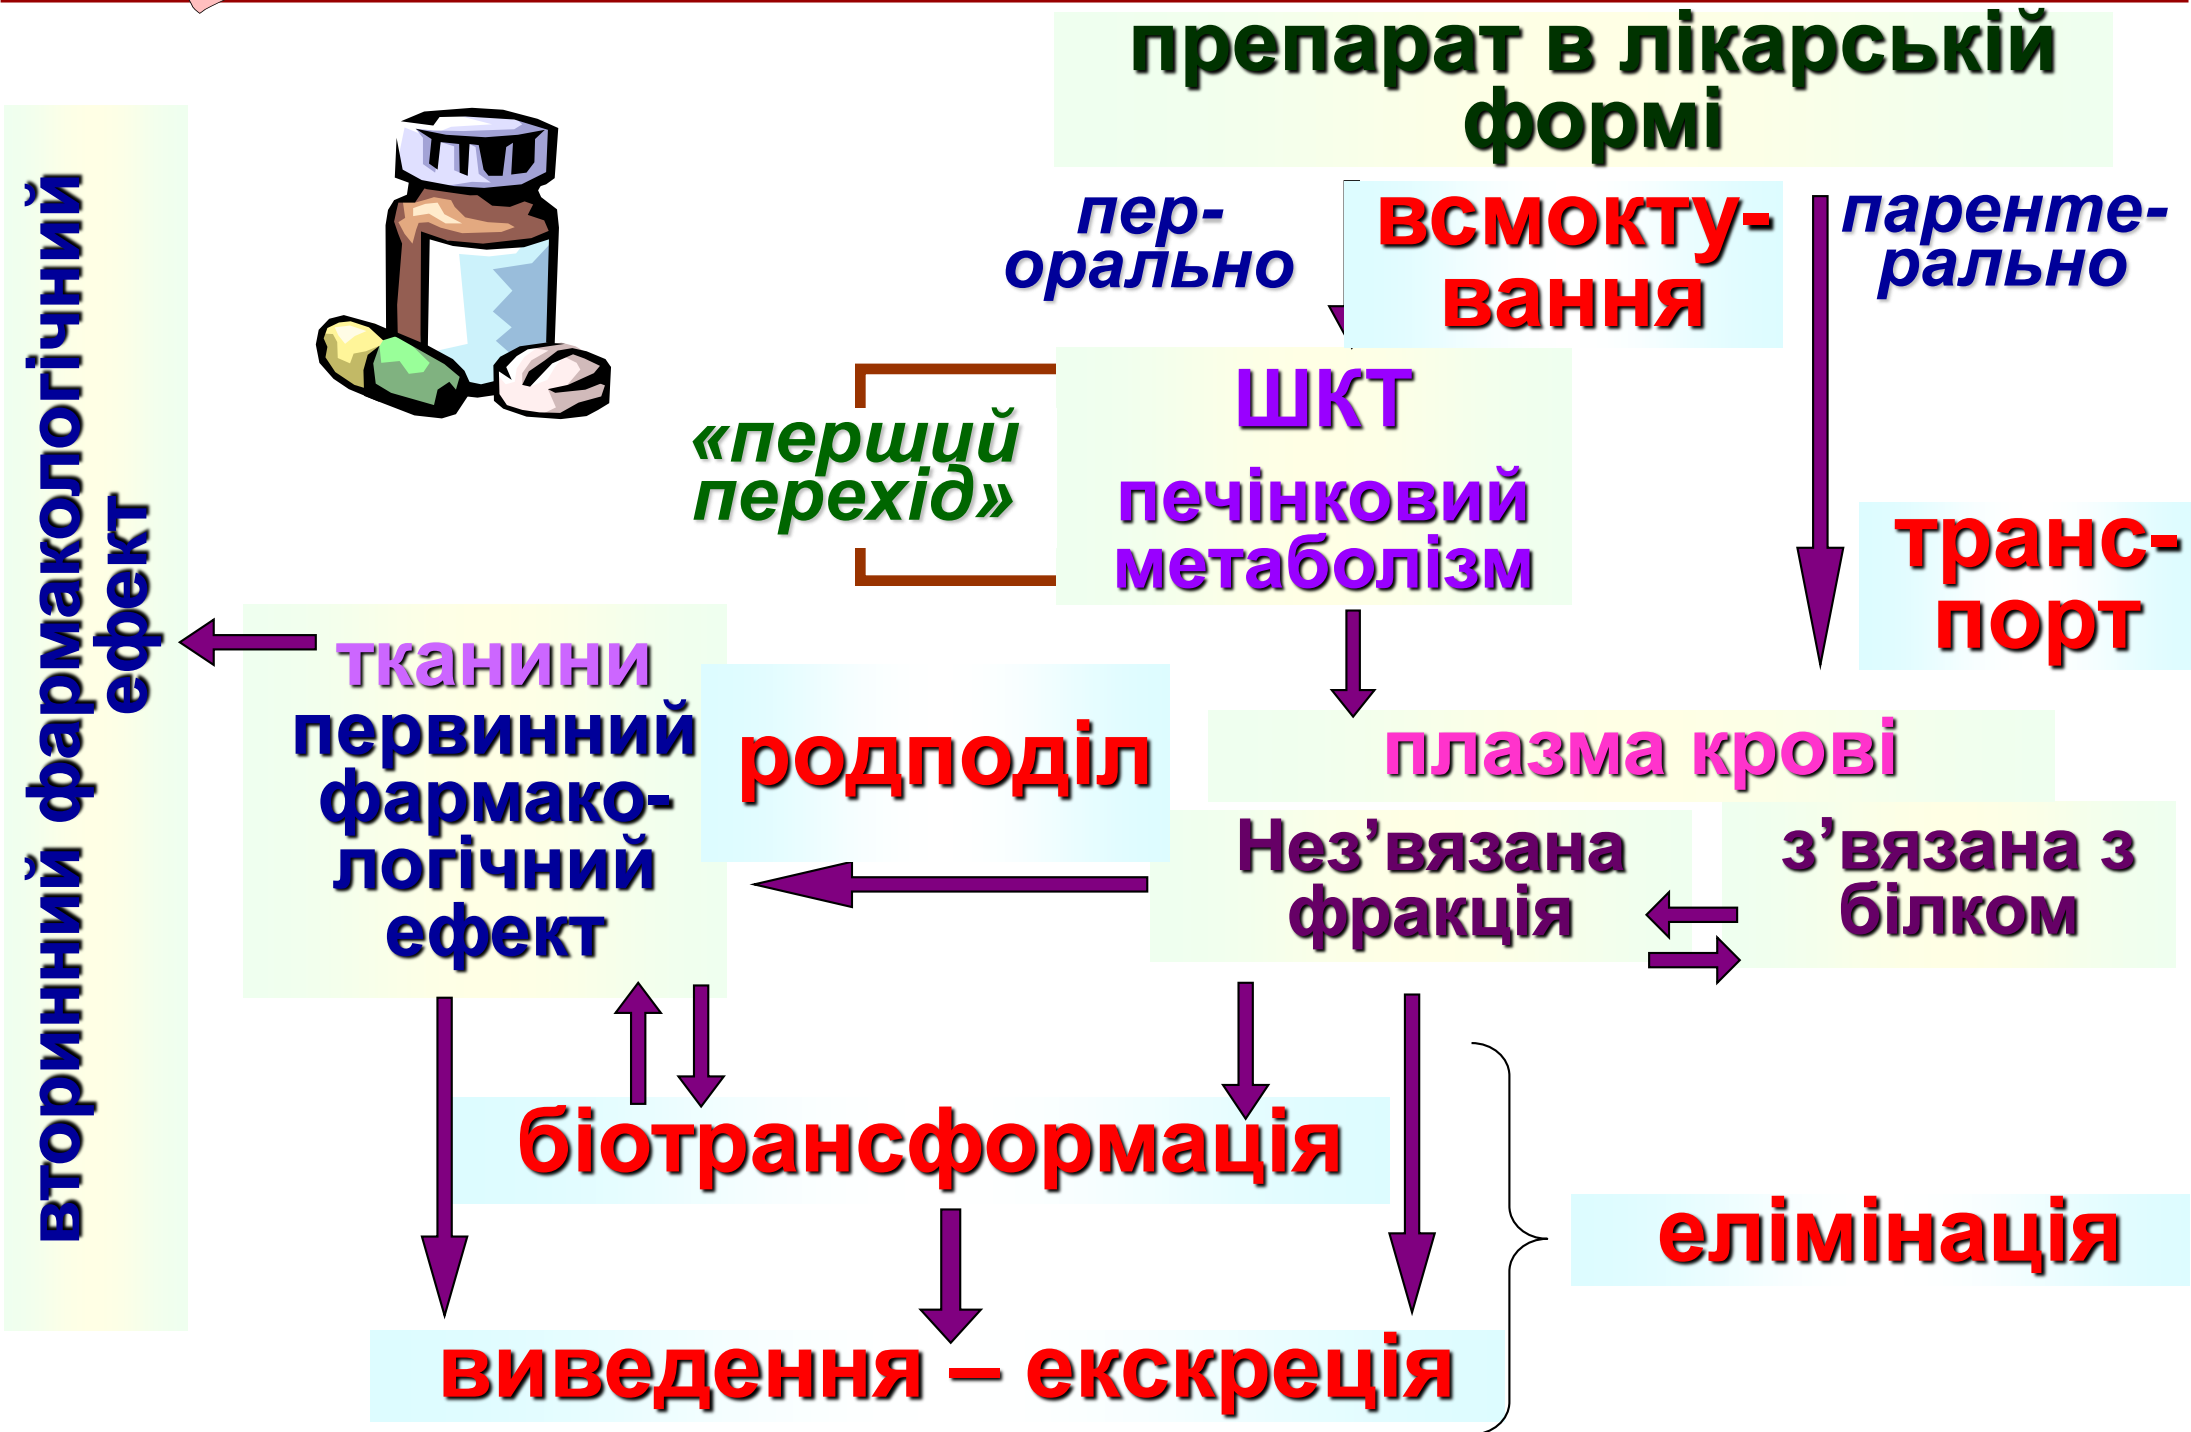 препарат в лікарській
формі
пер-
орально
всмокту-
вання
паренте-
рально
ШКТ
«перший
перехід»
печінковий
метаболізм
транс-
порт
вторинний фармакологічний
ефект
тканини
первинний
фармако-
логічний
ефект
родподіл
плазма крові
Нез’вязана
фракція
з’вязана з
білком
біотрансформація
елімінація
виведення – екскреція